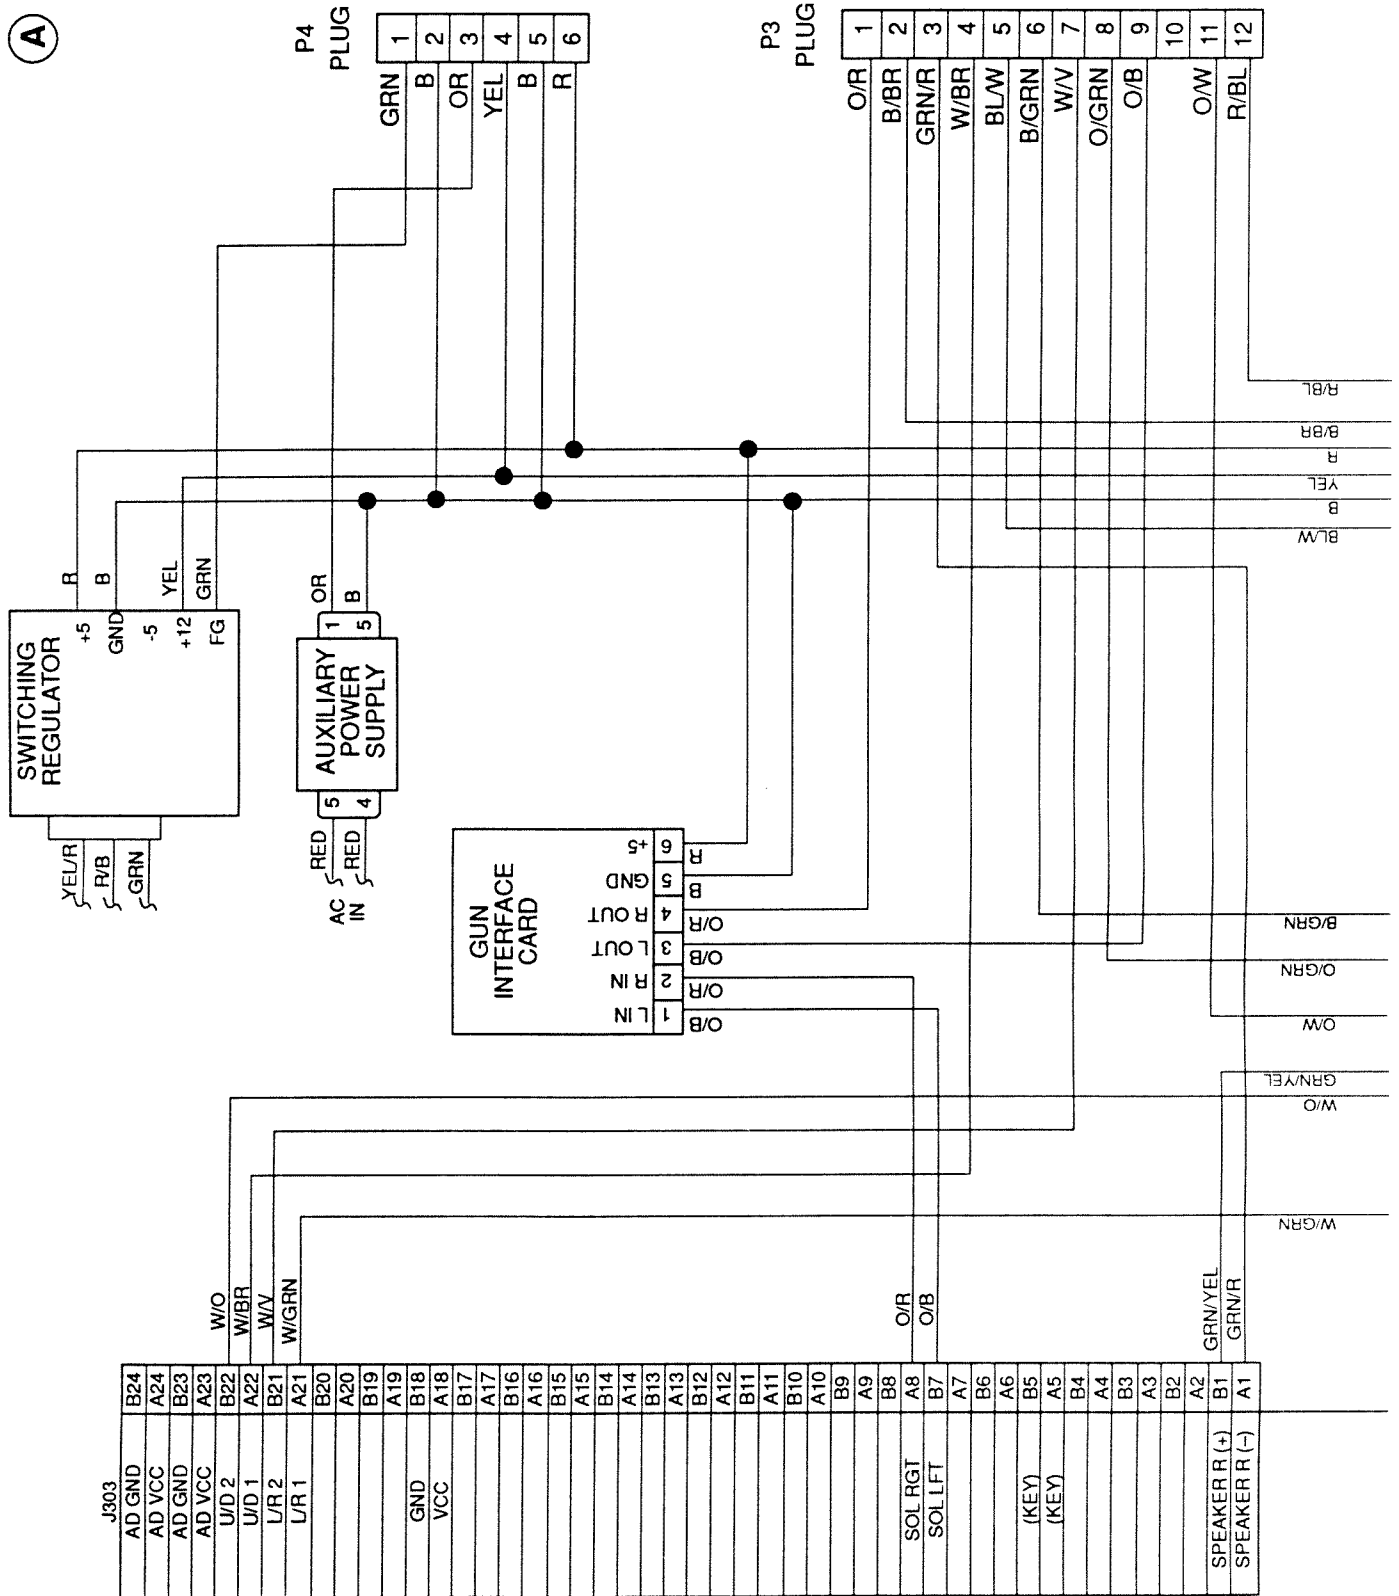 A
P4
PLUG
1
2
3
4
5
6
GRN
B
OR
YEL
B
R
P3
PLUG
1
2
3
4
5
6
7
8
9
10
11
12
O/R
B/BR
GRN/R
W/BR
BL/W
B/GRN
W/V
O/GRN
O/B
O/W
R/BL
SWITCHING
REGULATOR
+5
GND
-5
+12
FG
R
B
YEL
GRN
YEL/R
R/B
GRN
AUXILIARY
POWER
SUPPLY
1
5
OR
B
5
4
RED
RED
AC
IN
GUN
INTERFACE
CARD
+5
GND
R OUT
L OUT
R IN
L IN
6
5
4
3
2
1
R
B
O/R
O/B
O/R
O/B
R/BL
B/BR
R
YEL
B
BL/W
B/GRN
O/GRN
O/W
GRN/YEL
W/O
W/GRN
W/O
W/BR
W/V
W/GRN
O/R
O/B
GRN/YEL
GRN/R
J303
AD GND B24
AD VCC A24
AD GND B23
AD VCC A23
U/D 2 B22
U/D 1 A22
L/R 2 B21
L/R 1 A21
B20
A20
B19
A19
GND B18
VCC A18
B17
A17
B16
A16
B15
A15
B14
A14
B13
A13
B12
A12
B11
A11
B10
A10
B9
A9
B8
SOL RGT A8
SOL LFT B7
A7
B6
A6
(KEY) B5
(KEY) A5
B4
A4
B3
A3
B2
A2
SPEAKER R (+) B1
SPEAKER R (−) A1